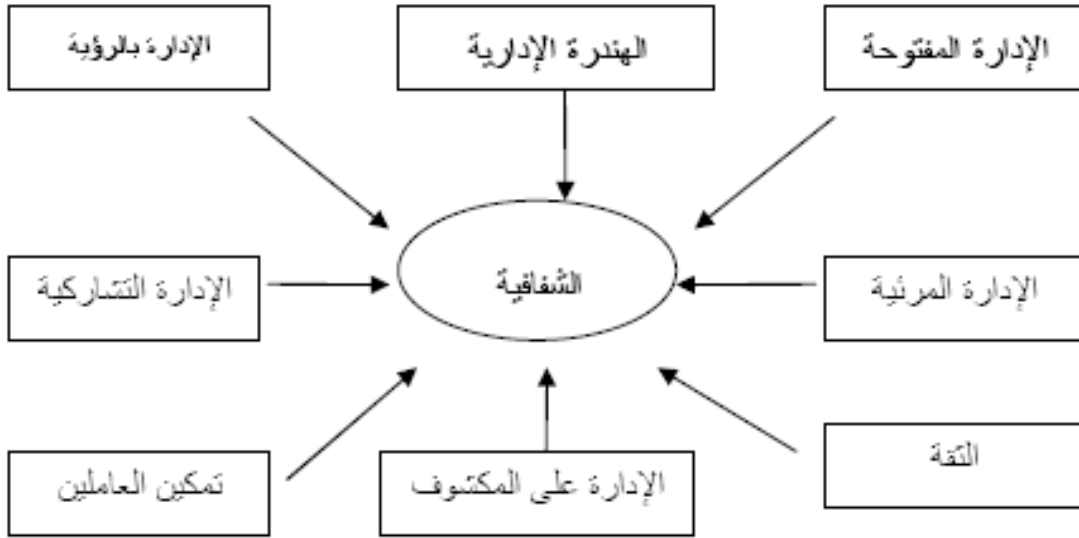 الإدارة المفتوحة
الهندرة الإدارية
الإدارة بالرؤية
الإدارة المرئية
الشفافية
الإدارة التشاركية
الثقة
الإدارة على المكشوف
تمكين العاملين